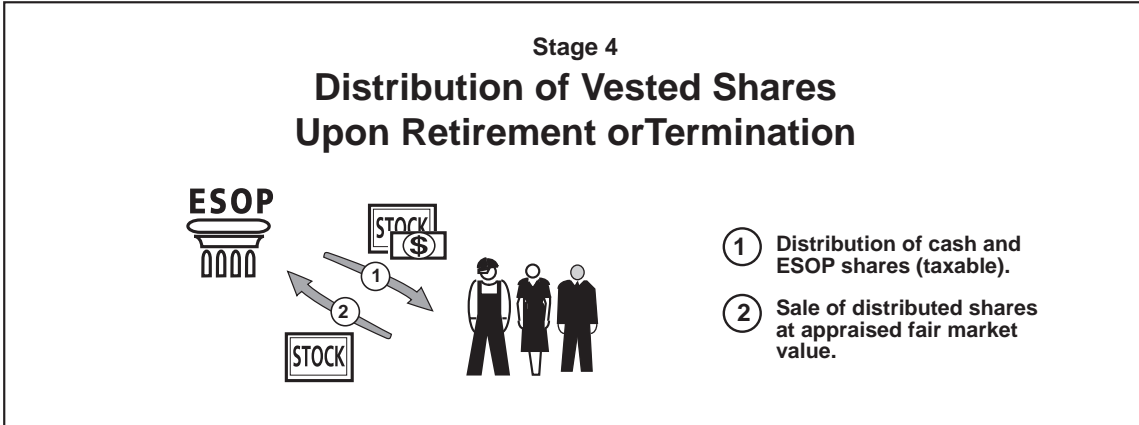 Stage 4
Distribution of Vested Shares
Upon Retirement orTermination
ESOP
STOCK
$
1
2
STOCK
1 Distribution of cash and
ESOP shares (taxable).
2 Sale of distributed shares
at appraised fair market
value.